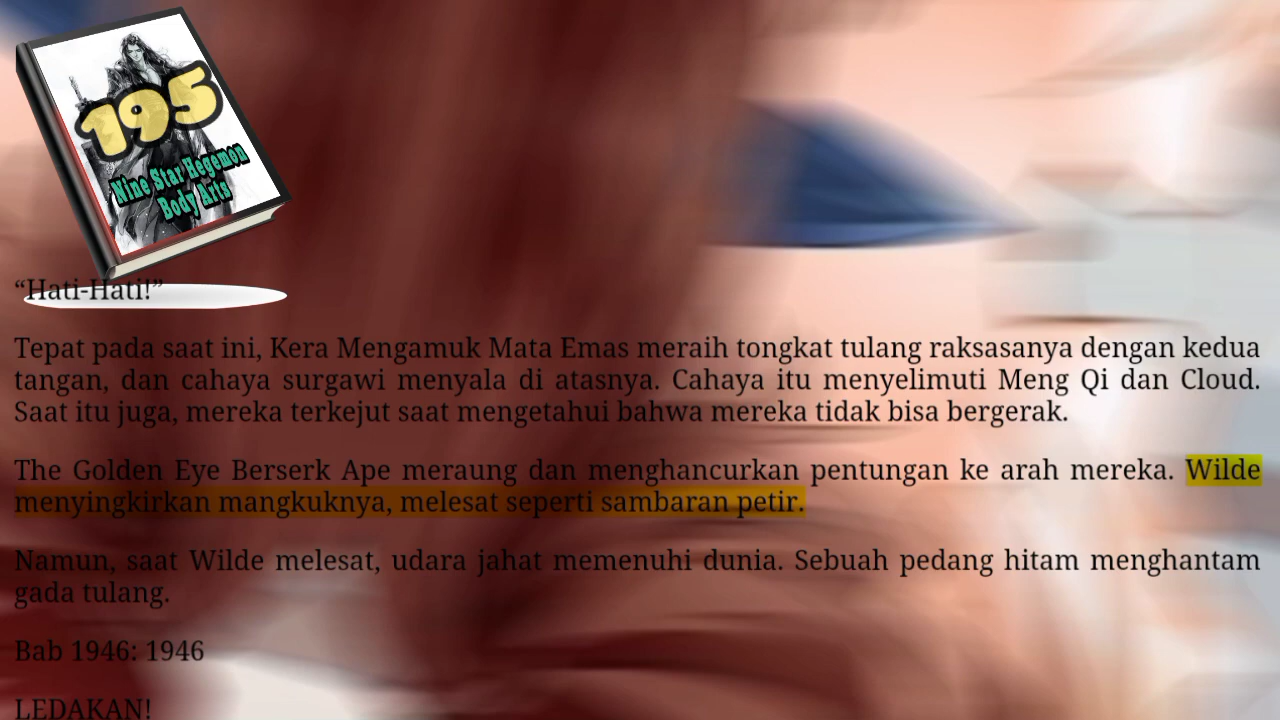 195
Nine Star Hegemon
Body Arts
“Hati-Hati!”
Tepat pada saat ini, Kera Mengamuk Mata Emas meraih tongkat tulang raksasanya dengan kedua
tangan, dan cahaya surgawi menyala di atasnya. Cahaya itu menyelimuti Meng Qi dan Cloud.
Saat itu juga, mereka terkejut saat mengetahui bahwa mereka tidak bisa bergerak.
The Golden Eye Berserk Ape meraung dan menghancurkan pentungan ke arah mereka. Wilde
menyingkirkan mangkuknya, melesat seperti sambaran petir.
Namun, saat Wilde melesat, udara jahat memenuhi dunia. Sebuah pedang hitam menghantam
gada tulang.
Bab 1946: 1946
LEDAKAN!